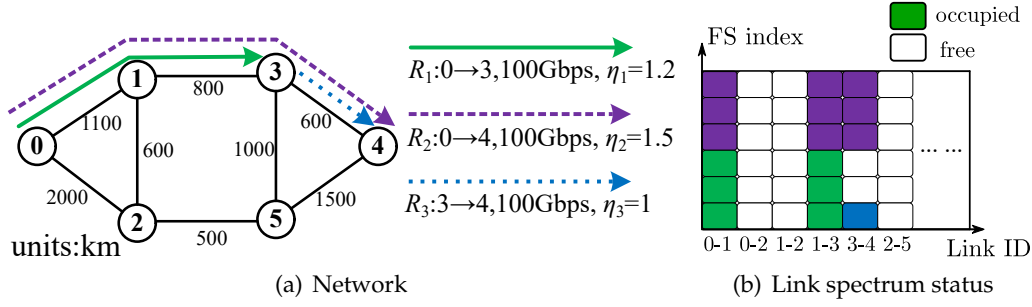 1
3
0
4
2
5
800
1100
600
600
1000
2000
1500
500
units:km
R₁:0→3,100Gbps, η₁=1.2
R₂:0→4,100Gbps, η₂=1.5
R₃:3→4,100Gbps, η₃=1
(a) Network
occupied
free
FS index
... ...
0-1 0-2 1-2 1-3 3-4 2-5
Link ID
(b) Link spectrum status